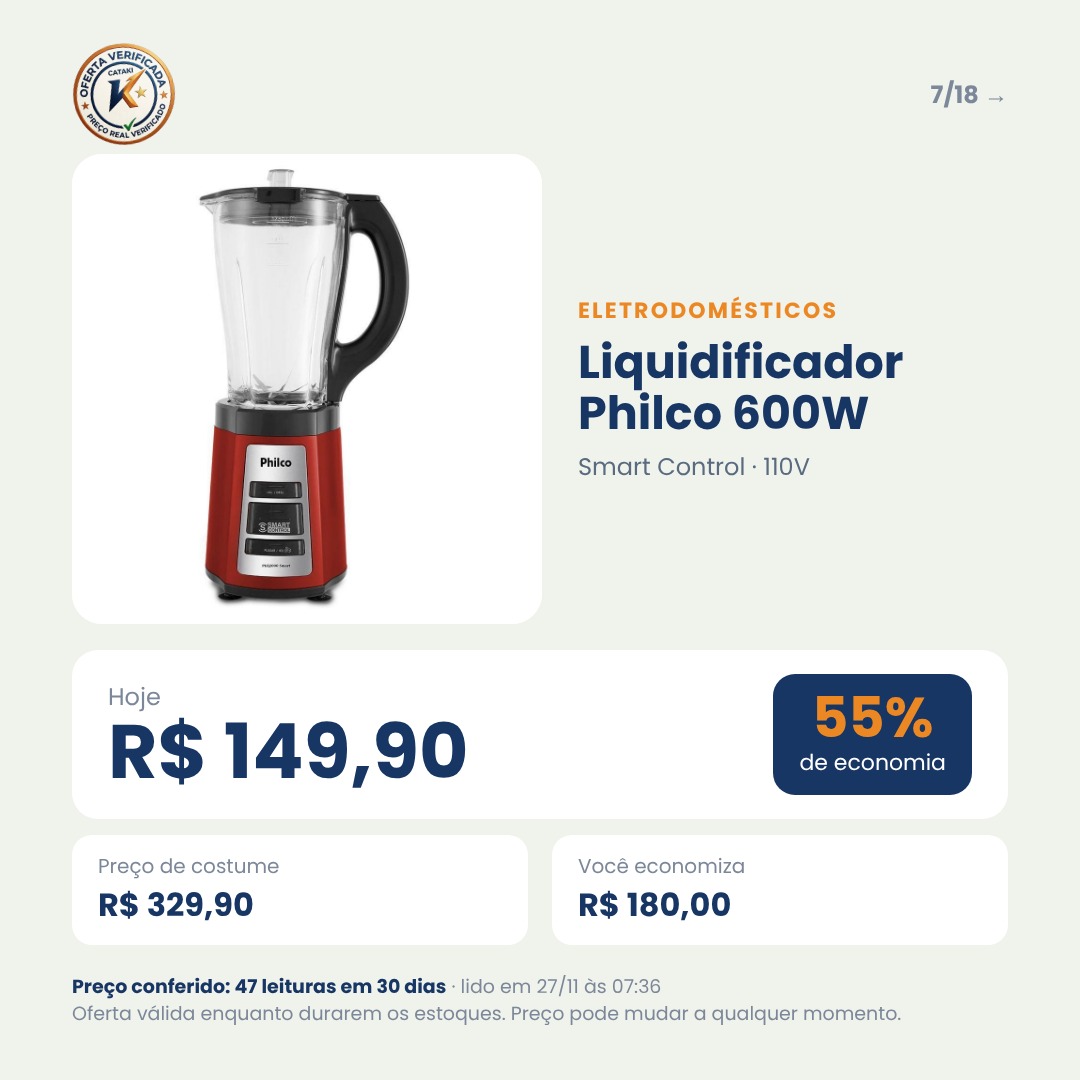 OFERTA VERIFICADA
CATAKI
K
PREÇO REAL VERIFICADO
7/18 →
Philco
SMART
CONTROL
ELETRODOMÉSTICOS
Liquidificador
Philco 600W
Smart Control · 110V
Hoje
R$ 149,90
55%
de economia
Preço de costume
R$ 329,90
Você economiza
R$ 180,00
Preço conferido: 47 leituras em 30 dias · lido em 27/11 às 07:36
Oferta válida enquanto durarem os estoques. Preço pode mudar a qualquer momento.